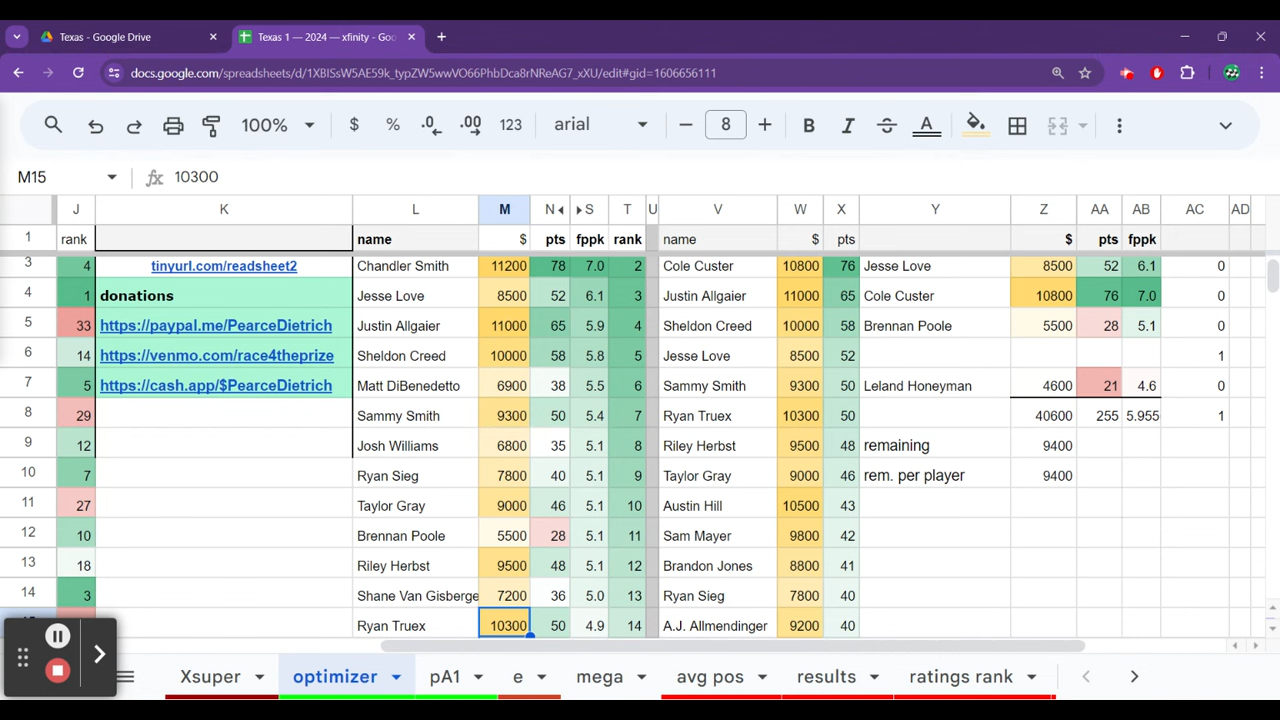 Texas - Google Drive
Texas 1 — 2024 — xfinity - Goo
docs.google.com/spreadsheets/d/1XBISsW5AE59k_typZW5wwVO66PhbDca8rNReAG7_xXU/edit#gid=1606656111
100% $ % .0 .00 123 arial 8 B I A
M15 fx 10300
J K L M N S T U V W X Y Z AA AB AC AD
1 rank name $ pts fppk rank name $ pts $ pts fppk
3 4 tinyurl.com/readsheet2 Chandler Smith 11200 78 7.0 2 Cole Custer 10800 76 Jesse Love 8500 52 6.1 0
4 1 donations Jesse Love 8500 52 6.1 3 Justin Allgaier 11000 65 Cole Custer 10800 76 7.0 0
5 33 https://paypal.me/PearceDietrich Justin Allgaier 11000 65 5.9 4 Sheldon Creed 10000 58 Brennan Poole 5500 28 5.1 0
6 14 https://venmo.com/race4theprize Sheldon Creed 10000 58 5.8 5 Jesse Love 8500 52 1
7 5 https://cash.app/$PearceDietrich Matt DiBenedetto 6900 38 5.5 6 Sammy Smith 9300 50 Leland Honeyman 4600 21 4.6 0
8 29 Sammy Smith 9300 50 5.4 7 Ryan Truex 10300 50 40600 255 5.955 1
9 12 Josh Williams 6800 35 5.1 8 Riley Herbst 9500 48 remaining 9400
10 7 Ryan Sieg 7800 40 5.1 9 Taylor Gray 9000 46 rem. per player 9400
11 27 Taylor Gray 9000 46 5.1 10 Austin Hill 10500 43
12 10 Brennan Poole 5500 28 5.1 11 Sam Mayer 9800 42
13 18 Riley Herbst 9500 48 5.1 12 Brandon Jones 8800 41
14 3 Shane Van Gisberge 7200 36 5.0 13 Ryan Sieg 7800 40
Ryan Truex 10300 50 4.9 14 A.J. Allmendinger 9200 40
Xsuper optimizer pA1 e mega avg pos results ratings rank